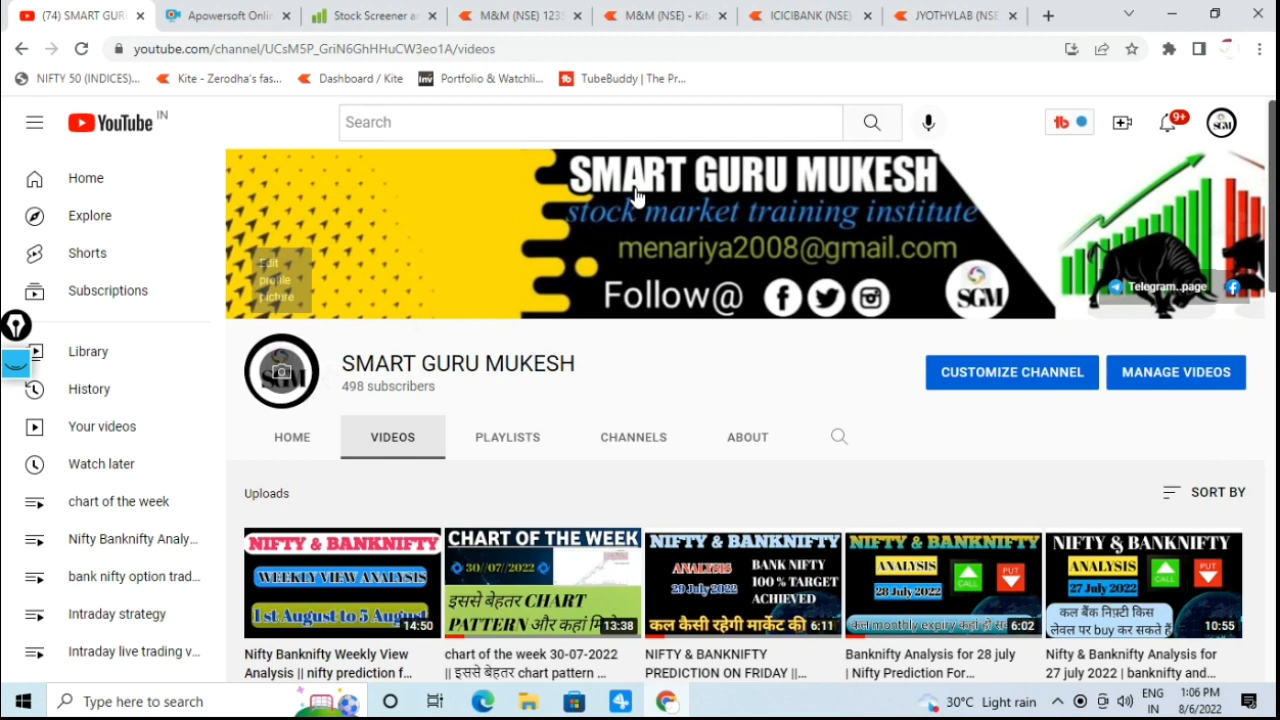 (74) SMART GUR
Apowersoft Onlin
Stock Screener a
M&M (NSE) 123
M&M (NSE) - Kit
ICICIBANK (NSE)
JYOTHYLAB (NSE
youtube.com/channel/UCsM5P_GriN6GhHHuCW3eo1A/videos
NIFTY 50 (INDICES)...
Kite - Zerodha's fas...
Dashboard / Kite
Portfolio & Watchli...
TubeBuddy | The Pr...
YouTube IN
Search
9+
SGM
Home
Explore
Shorts
Subscriptions
Library
History
Your videos
Watch later
chart of the week
Nifty Banknifty Analy...
bank nifty option trad...
Intraday strategy
Intraday live trading v...
SMART GURU MUKESH
stock market training institute
menariya2008@gmail.com
Follow@
SGM
Edit
profile
picture
Telegram..page
SMART GURU MUKESH
498 subscribers
CUSTOMIZE CHANNEL
MANAGE VIDEOS
HOME
VIDEOS
PLAYLISTS
CHANNELS
ABOUT
Uploads
SORT BY
NIFTY & BANKNIFTY
WEEKLY VIEW ANALYSIS
1st August to 5 August
14:50
Nifty Banknifty Weekly View
Analysis || nifty prediction f...
CHART OF THE WEEK
30//07//2022
इससे बेहतर CHART
PATTERN और कहां
13:38
chart of the week 30-07-2022
|| इससे बेहतर chart pattern ...
NIFTY & BANKNIFTY
ANALYSIS
29 July 2022
BANK NIFTY
100 % TARGET
ACHIEVED
कल कैसी रहेगी मार्केट की
6:11
NIFTY & BANKNIFTY
PREDICTION ON FRIDAY ||...
NIFTY & BANKNIFTY
ANALYSIS
28 July 2022
CALL
PUT
कल monthly expiry कहां हो
6:02
Banknifty Analysis for 28 july
| Nifty Prediction For...
NIFTY & BANKNIFTY
ANALYSIS
27 July 2022
CALL
PUT
कल बैंक निफ़्टी किस
लेवल पर buy कर सकते हैं
10:55
Nifty & Banknifty Analysis for
27 july 2022 | banknifty and...
Type here to search
30°C Light rain
ENG
IN
1:06 PM
8/6/2022